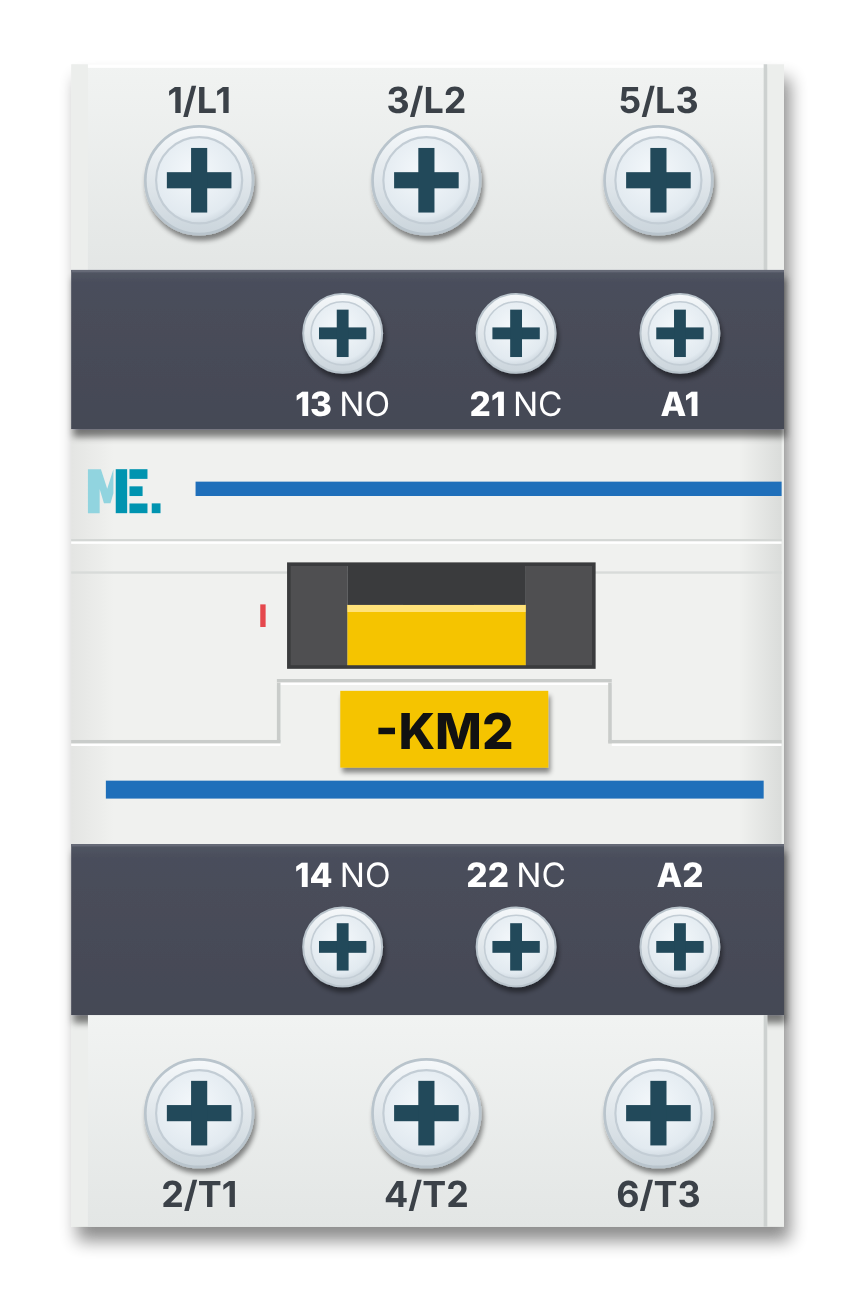 1/L1 3/L2 5/L3
13 NO 21 NC A1
ME.
I
-KM2
14 NO 22 NC A2
2/T1 4/T2 6/T3